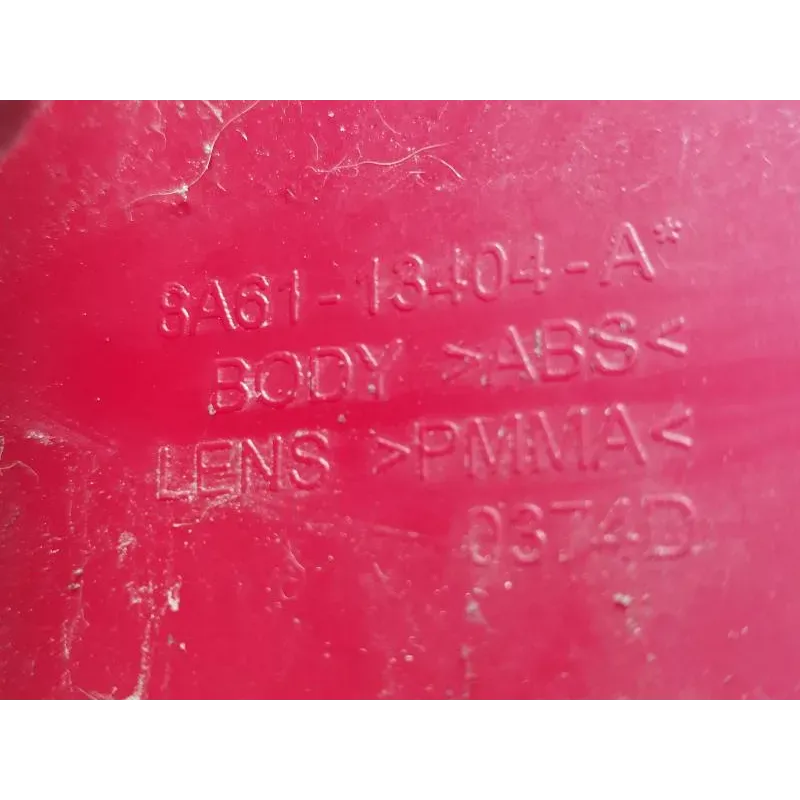 8A61-13404-A*
BODY >ABS<
LENS >PMMA<
0374D